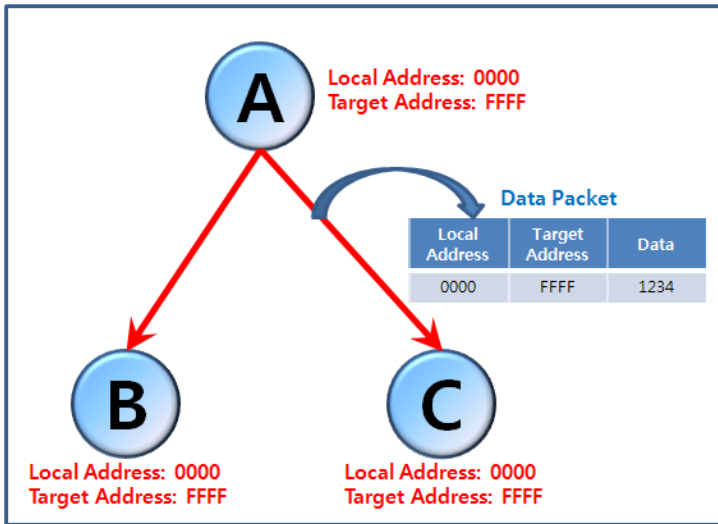 A
Local Address: 0000
Target Address: FFFF
Data Packet
Local Address
Target Address
Data
0000
FFFF
1234
B
Local Address: 0000
Target Address: FFFF
C
Local Address: 0000
Target Address: FFFF